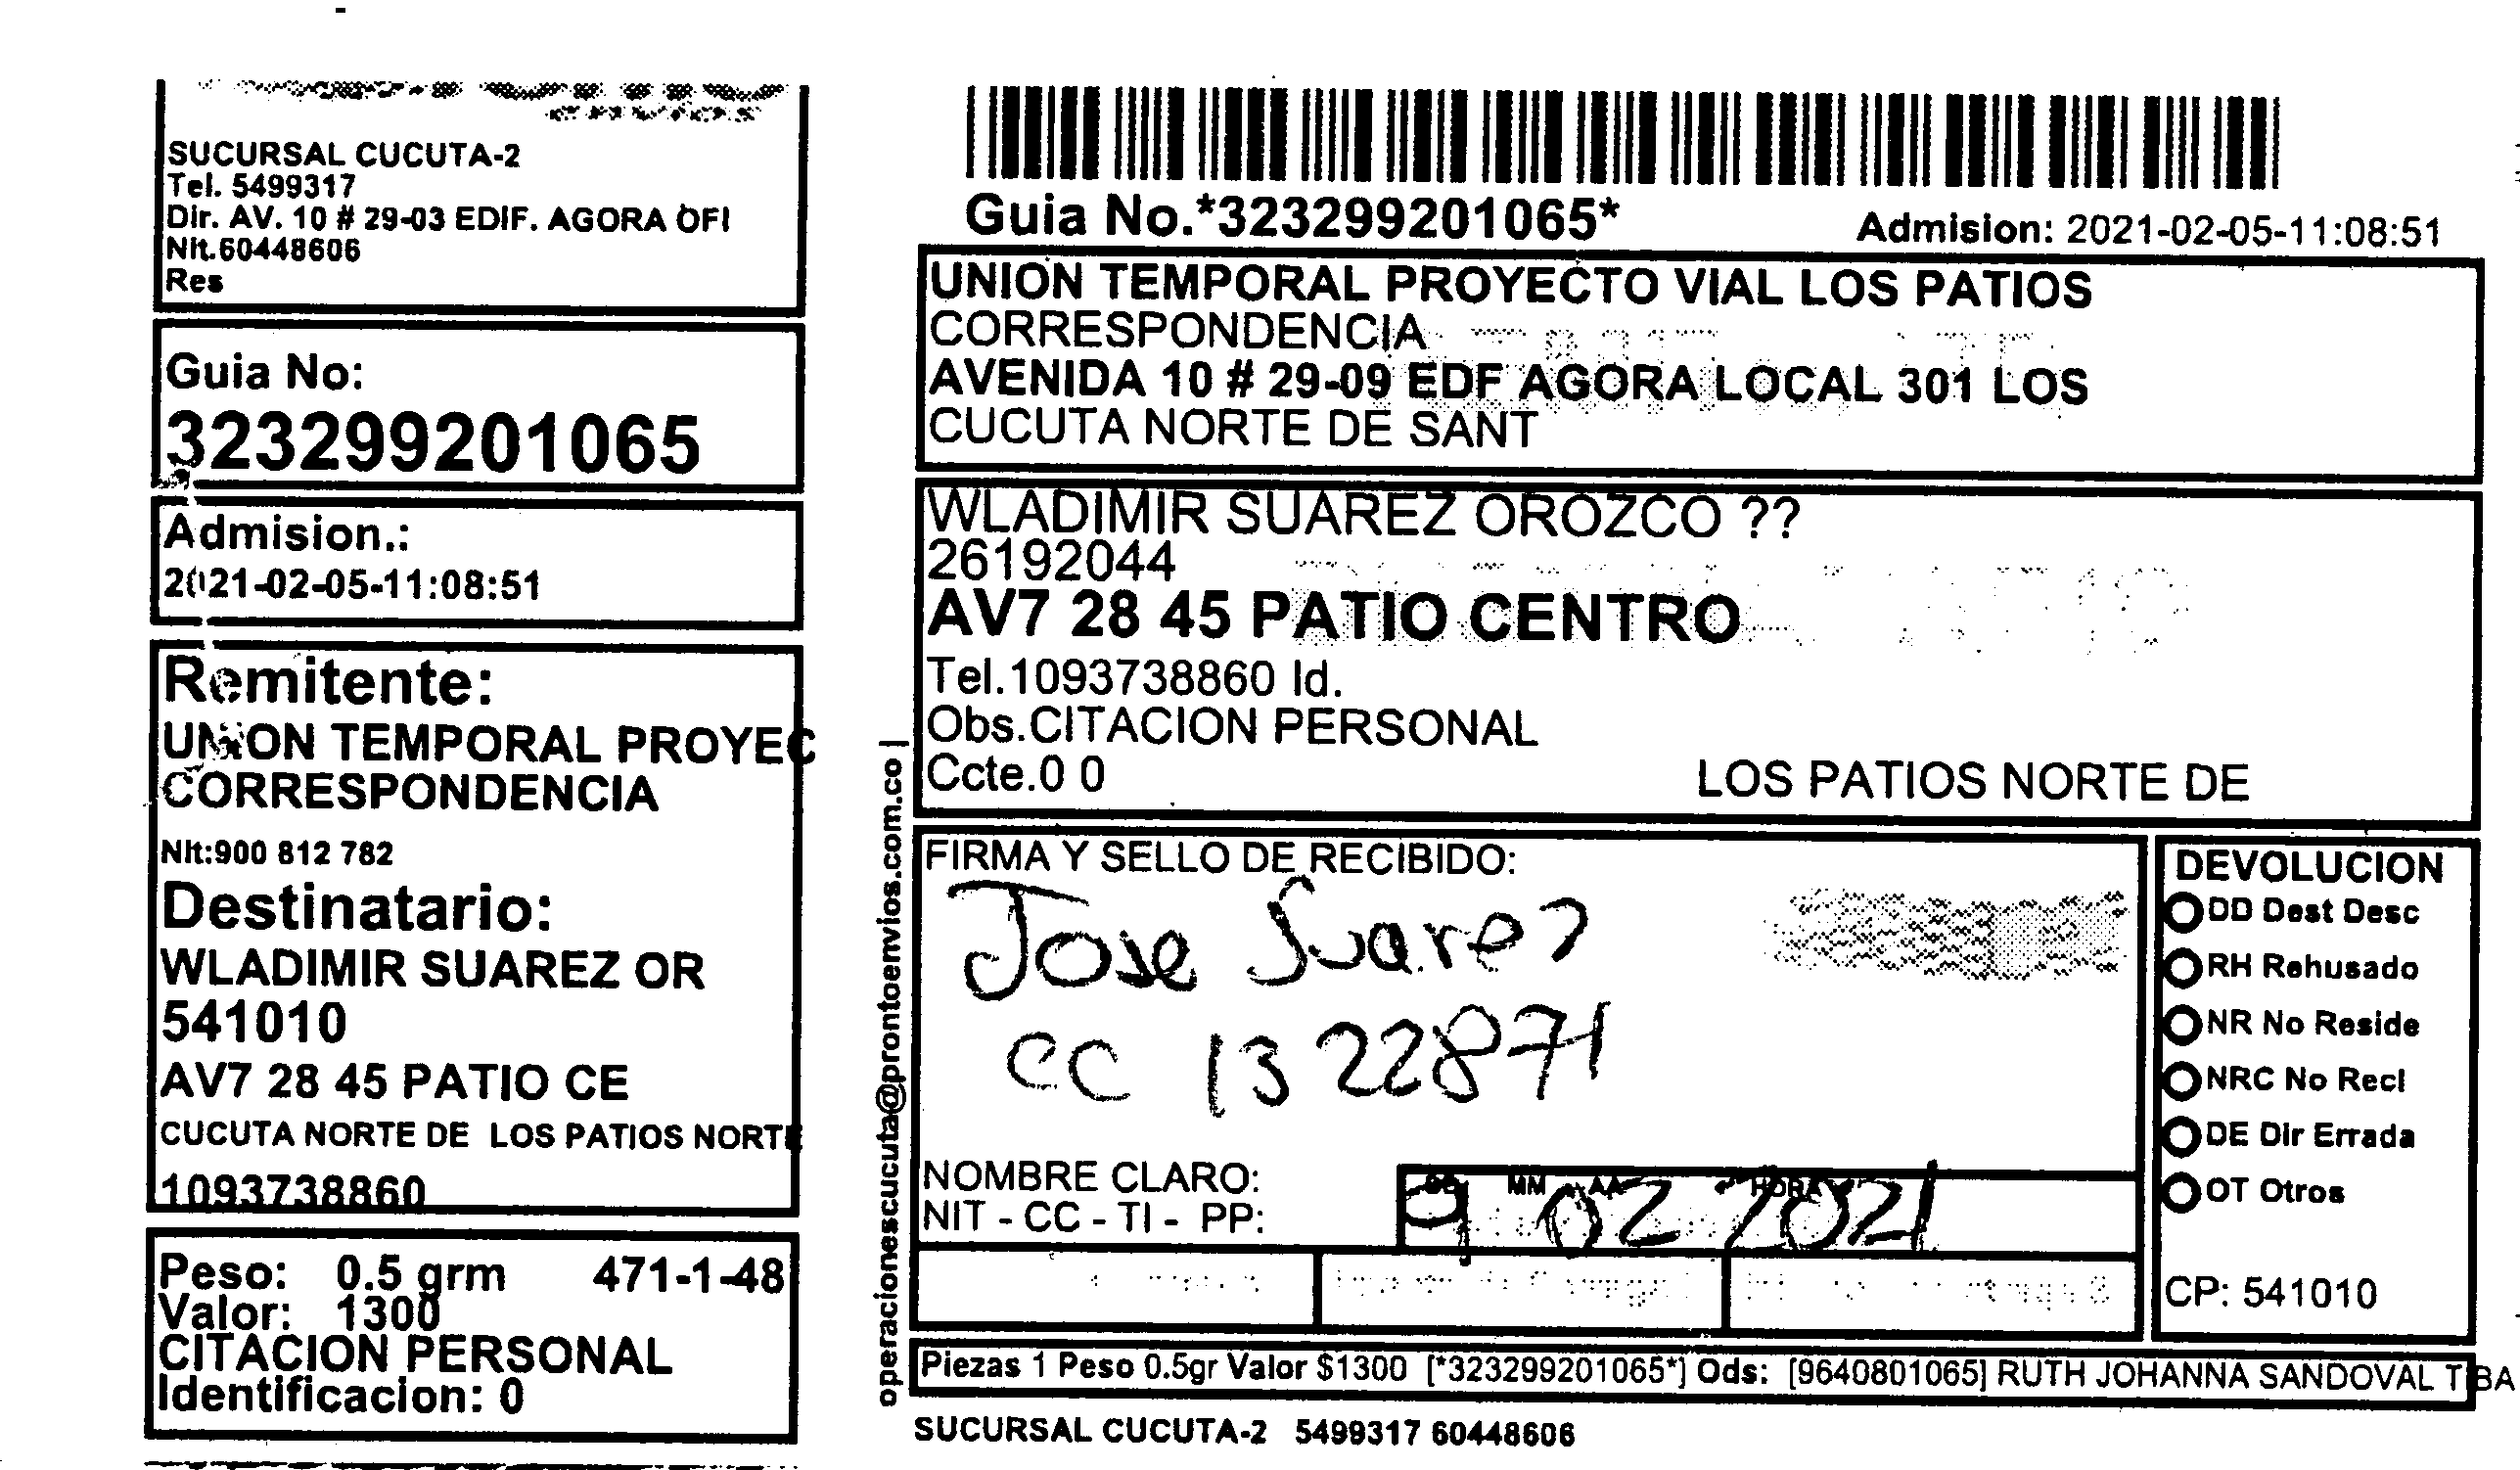 SUCURSAL CUCUTA-2
Tel. 5499317
Dir. AV. 10 # 29-03 EDIF. AGORA OFI
Nit.60448606
Res
Guia No:
323299201065
Admision.:
2021-02-05-11:08:51
Remitente:
UNION TEMPORAL PROYEC
CORRESPONDENCIA
Nit:900 812 782
Destinatario:
WLADIMIR SUAREZ OR
541010
AV7 28 45 PATIO CE
CUCUTA NORTE DE LOS PATIOS NORTE
1093738860
Peso: 0.5 grm 471-1-48
Valor: 1300
CITACION PERSONAL
Identificacion: 0
operacionescucuta@prontoenvios.com.co |
Guia No.*323299201065*
Admision: 2021-02-05-11:08:51
UNION TEMPORAL PROYECTO VIAL LOS PATIOS
CORRESPONDENCIA
AVENIDA 10 # 29-09 EDF AGORA LOCAL 301 LOS
CUCUTA NORTE DE SANT
WLADIMIR SUAREZ OROZCO ??
26192044
AV7 28 45 PATIO CENTRO
Tel.1093738860 Id.
Obs.CITACION PERSONAL
Ccte.0 0
LOS PATIOS NORTE DE
FIRMA Y SELLO DE RECIBIDO:
Jose Suarez
CC 13 22871
NOMBRE CLARO:
NIT - CC - TI - PP:
DD MM AA HORA
9 02 2021
DEVOLUCION
DD Dest Desc
RH Rehusado
NR No Reside
NRC No Recl
DE Dir Errada
OT Otros
CP: 541010
Piezas 1 Peso 0.5gr Valor $1300 [*323299201065*] Ods: [9640801065] RUTH JOHANNA SANDOVAL TIBA
SUCURSAL CUCUTA-2 5499317 60448606